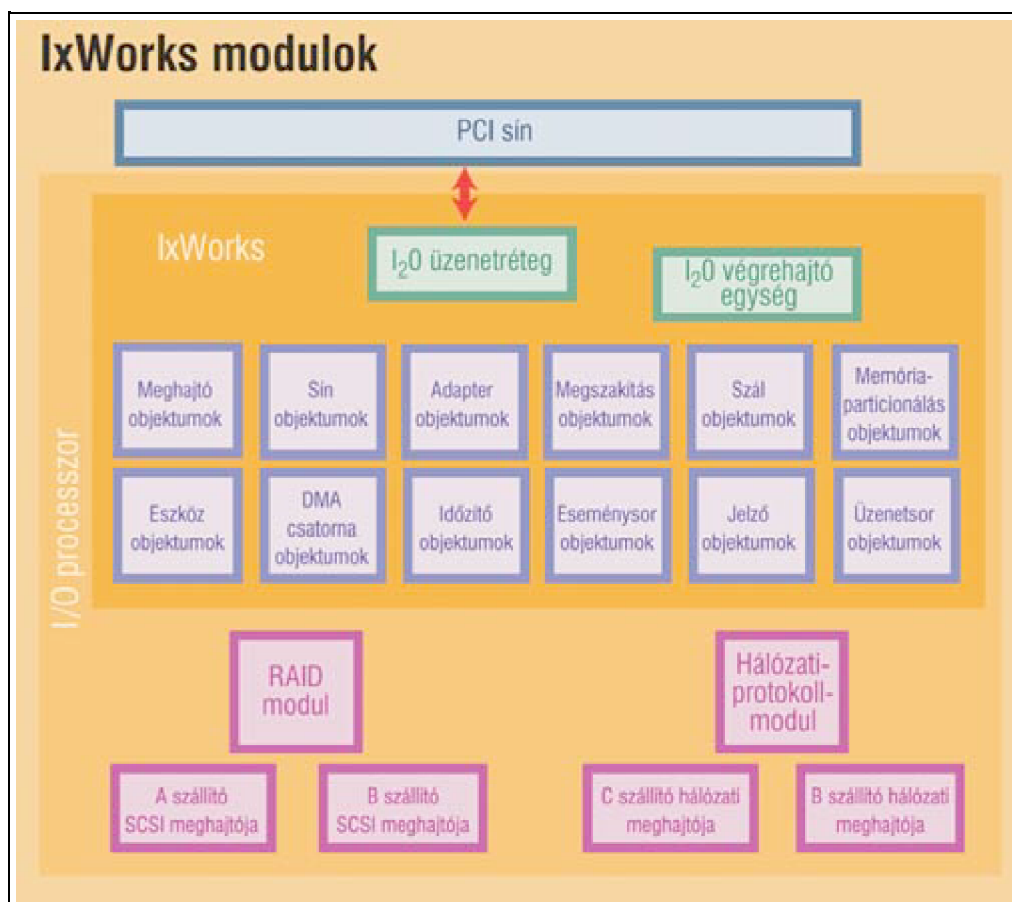 IxWorks modulok
PCI sín
IxWorks
I₂O üzenetréteg
I₂O végrehajtó
egység
Meghajtó
objektumok
Sín
objektumok
Adapter
objektumok
Megszakítás
objektumok
Szál
objektumok
Memória-
particionálás
objektumok
Eszköz
objektumok
DMA
csatorna
objektumok
Időzítő
objektumok
Eseménysor
objektumok
Jelző
objektumok
Üzenetsor
objektumok
I/O processzor
RAID
modul
Hálózati-
protokoll-
modul
A szállító
SCSI meghajtója
B szállító
SCSI meghajtója
C szállító hálózati
meghajtója
B szállító hálózati
meghajtója